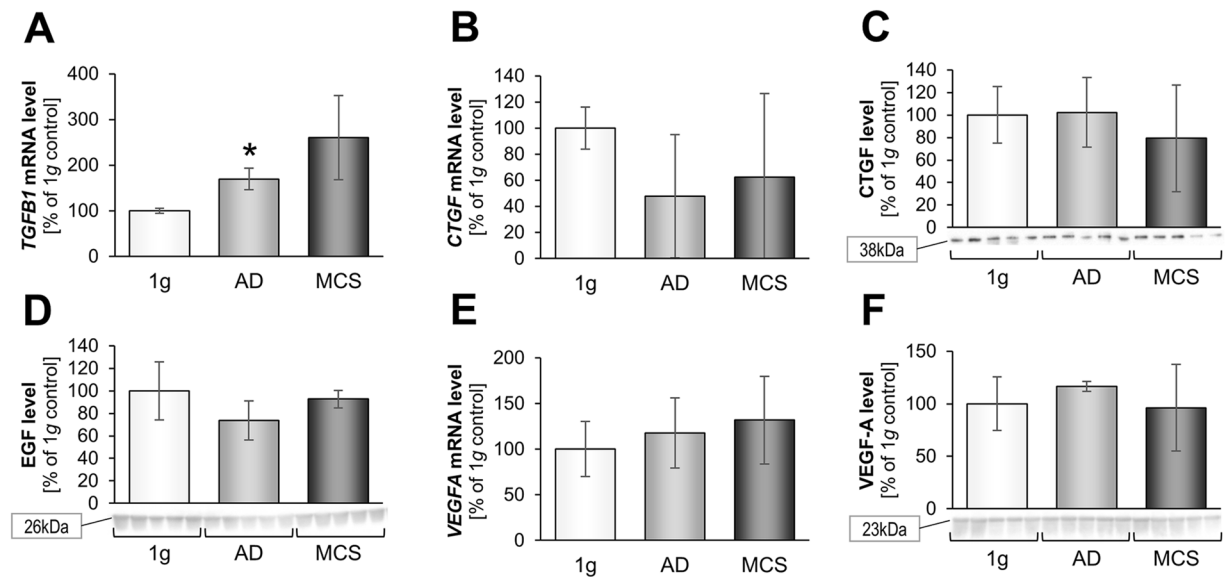 A
TGFB1 mRNA level
[% of 1g control]
400
300
200
100
0
*
1g
AD
MCS
B
CTGF mRNA level
[% of 1g control]
140
120
100
80
60
40
20
0
1g
AD
MCS
C
CTGF level
[% of 1g control]
140
120
100
80
60
40
20
0
38kDa
1g
AD
MCS
D
EGF level
[% of 1g control]
140
120
100
80
60
40
20
0
26kDa
1g
AD
MCS
E
VEGFA mRNA level
[% of 1g control]
200
150
100
50
0
1g
AD
MCS
F
VEGF-A level
[% of 1g control]
150
100
50
0
23kDa
1g
AD
MCS